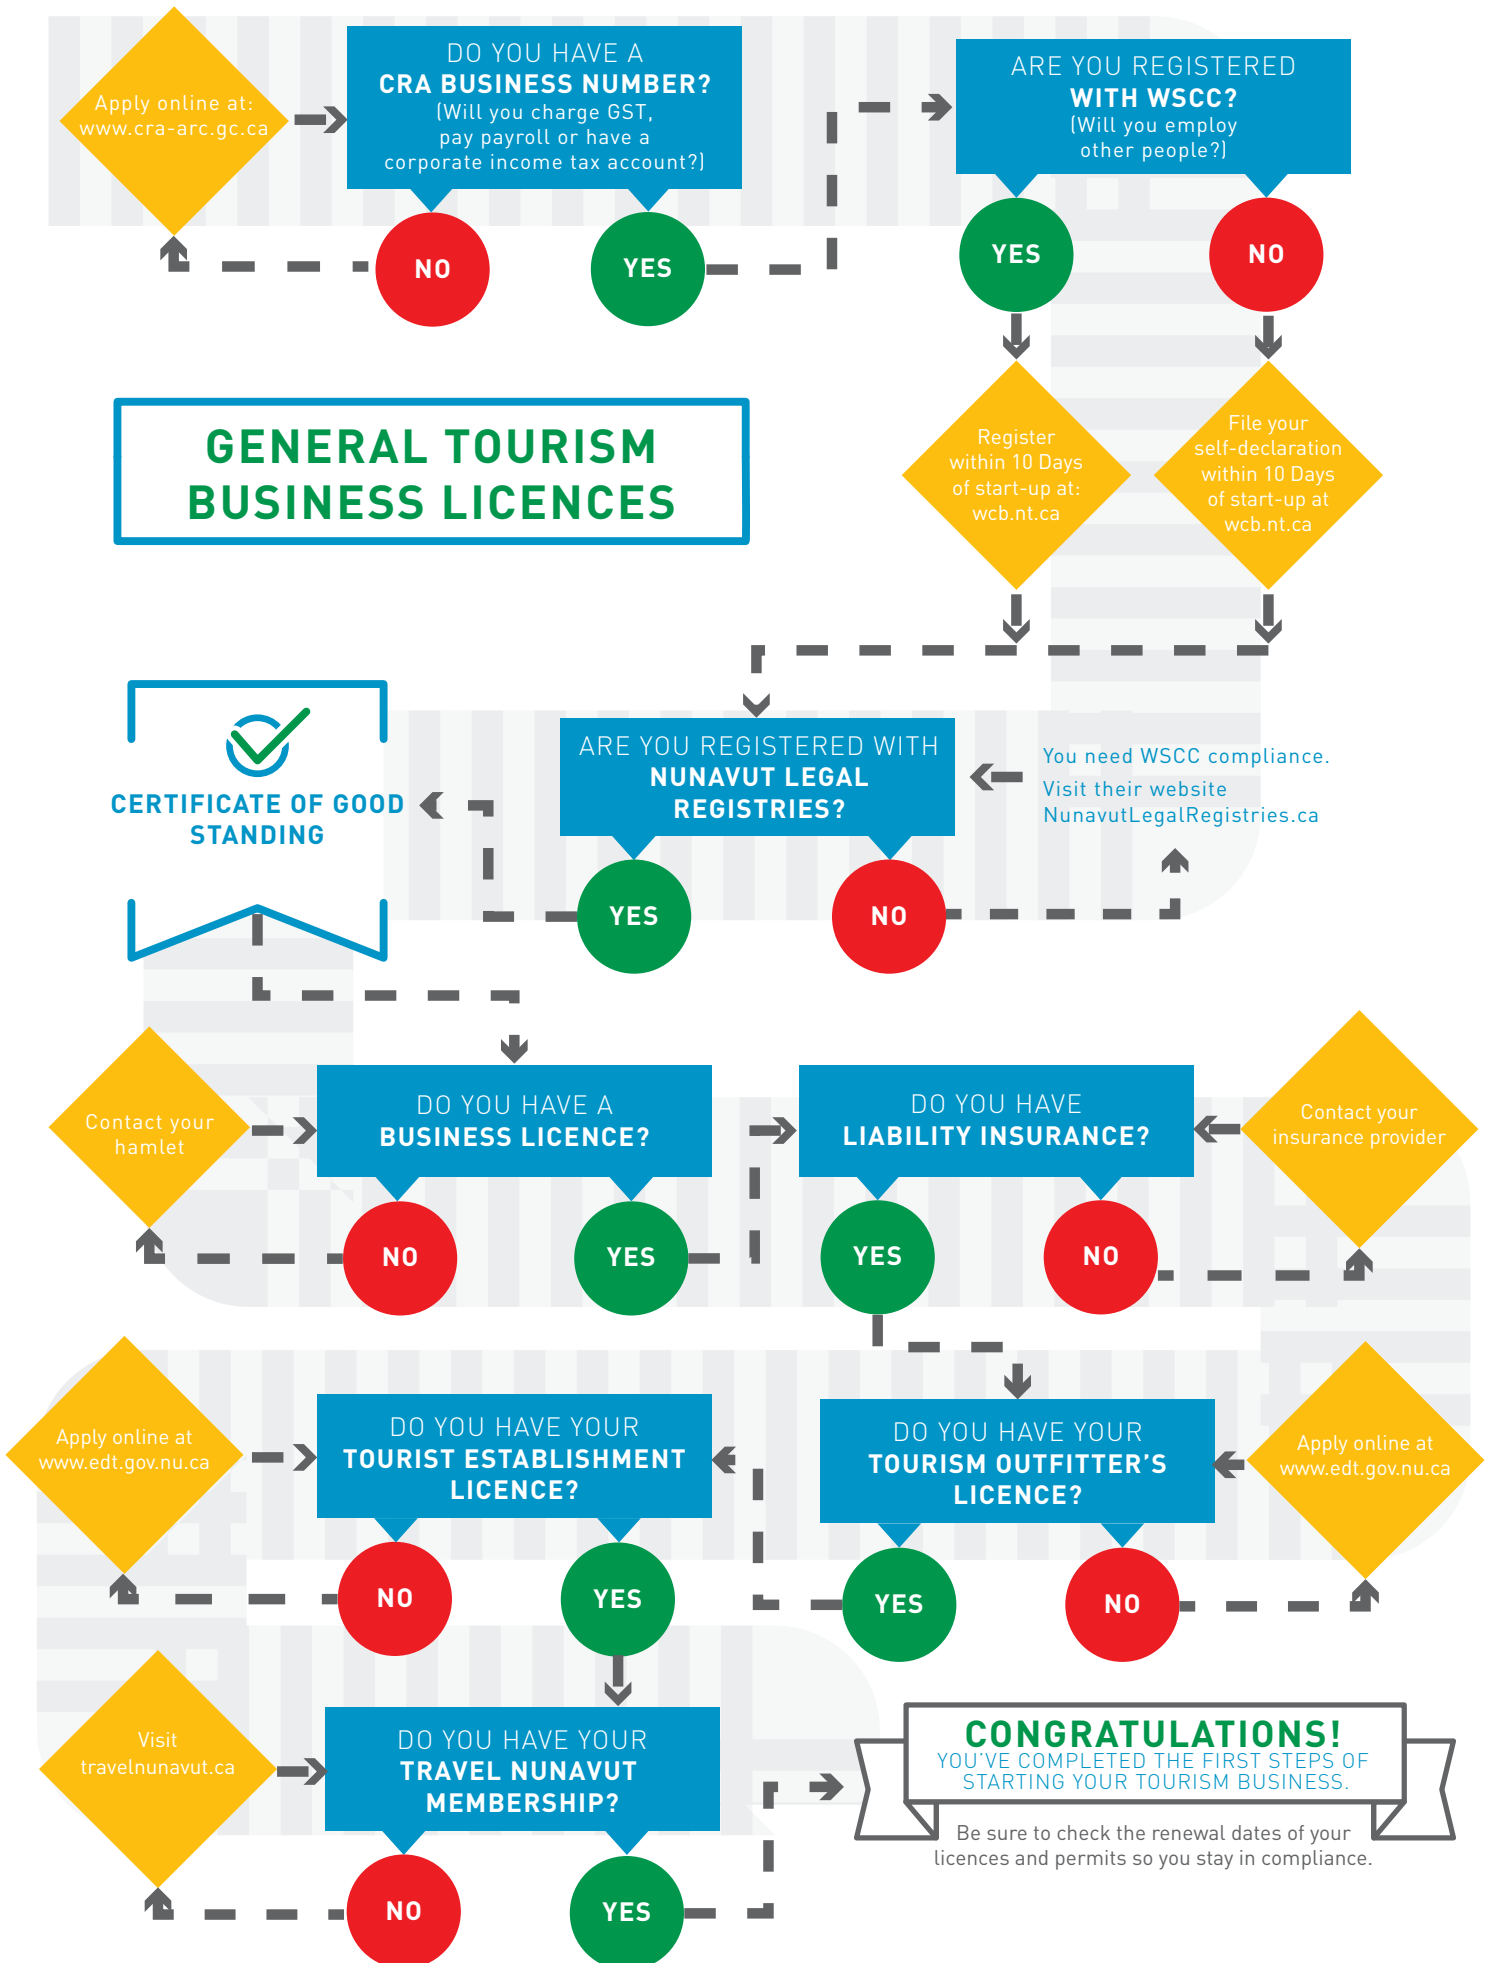 Apply online at:
www.cra-arc.gc.ca
DO YOU HAVE A
CRA BUSINESS NUMBER?
(Will you charge GST,
pay payroll or have a
corporate income tax account?)
NO
YES
ARE YOU REGISTERED
WITH WSCC?
(Will you employ
other people?)
YES
NO
GENERAL TOURISM
BUSINESS LICENCES
Register
within 10 Days
of start-up at:
wcb.nt.ca
File your
self-declaration
within 10 Days
of start-up at
wcb.nt.ca
ARE YOU REGISTERED WITH
NUNAVUT LEGAL
REGISTRIES?
YES
NO
You need WSCC compliance.
Visit their website
NunavutLegalRegistries.ca
CERTIFICATE OF GOOD
STANDING
Contact your
hamlet
DO YOU HAVE A
BUSINESS LICENCE?
NO
YES
DO YOU HAVE
LIABILITY INSURANCE?
YES
NO
Contact your
insurance provider
Apply online at
www.edt.gov.nu.ca
DO YOU HAVE YOUR
TOURIST ESTABLISHMENT
LICENCE?
NO
YES
DO YOU HAVE YOUR
TOURISM OUTFITTER'S
LICENCE?
YES
NO
Apply online at
www.edt.gov.nu.ca
Visit
travelnunavut.ca
DO YOU HAVE YOUR
TRAVEL NUNAVUT
MEMBERSHIP?
NO
YES
CONGRATULATIONS!
YOU'VE COMPLETED THE FIRST STEPS OF
STARTING YOUR TOURISM BUSINESS.
Be sure to check the renewal dates of your
licences and permits so you stay in compliance.